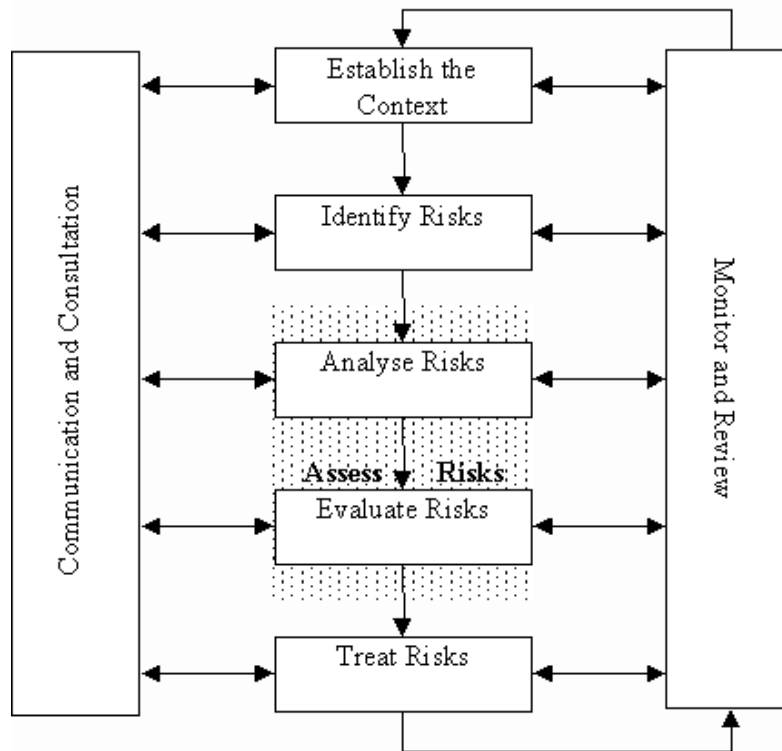 Establish the
Context
Identify Risks
Analyse Risks
Assess Risks
Evaluate Risks
Treat Risks
Communication and Consultation
Monitor and Review